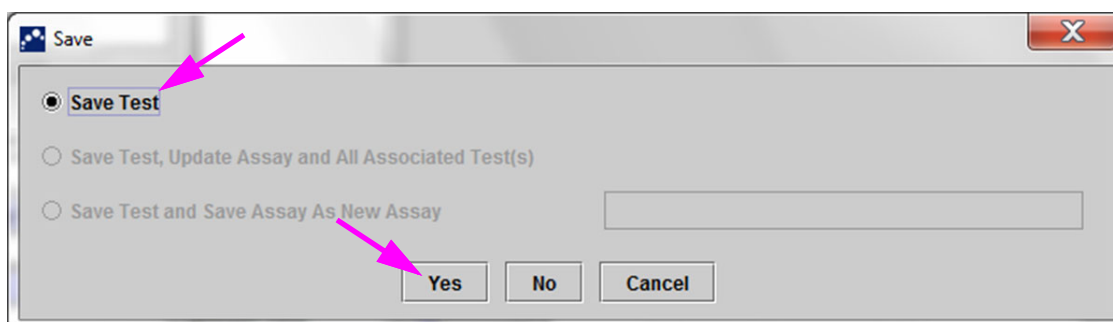 Save
X
Save Test
Save Test, Update Assay and All Associated Test(s)
Save Test and Save Assay As New Assay
Yes No Cancel